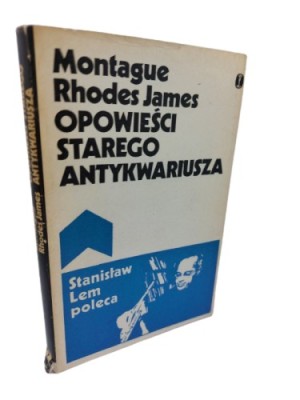 Montague
Rhodes James
OPOWIEŚCI
STAREGO
ANTYKWARIUSZA
Stanisław
Lem
poleca
Rhodes James ANTYKWARIUSZA